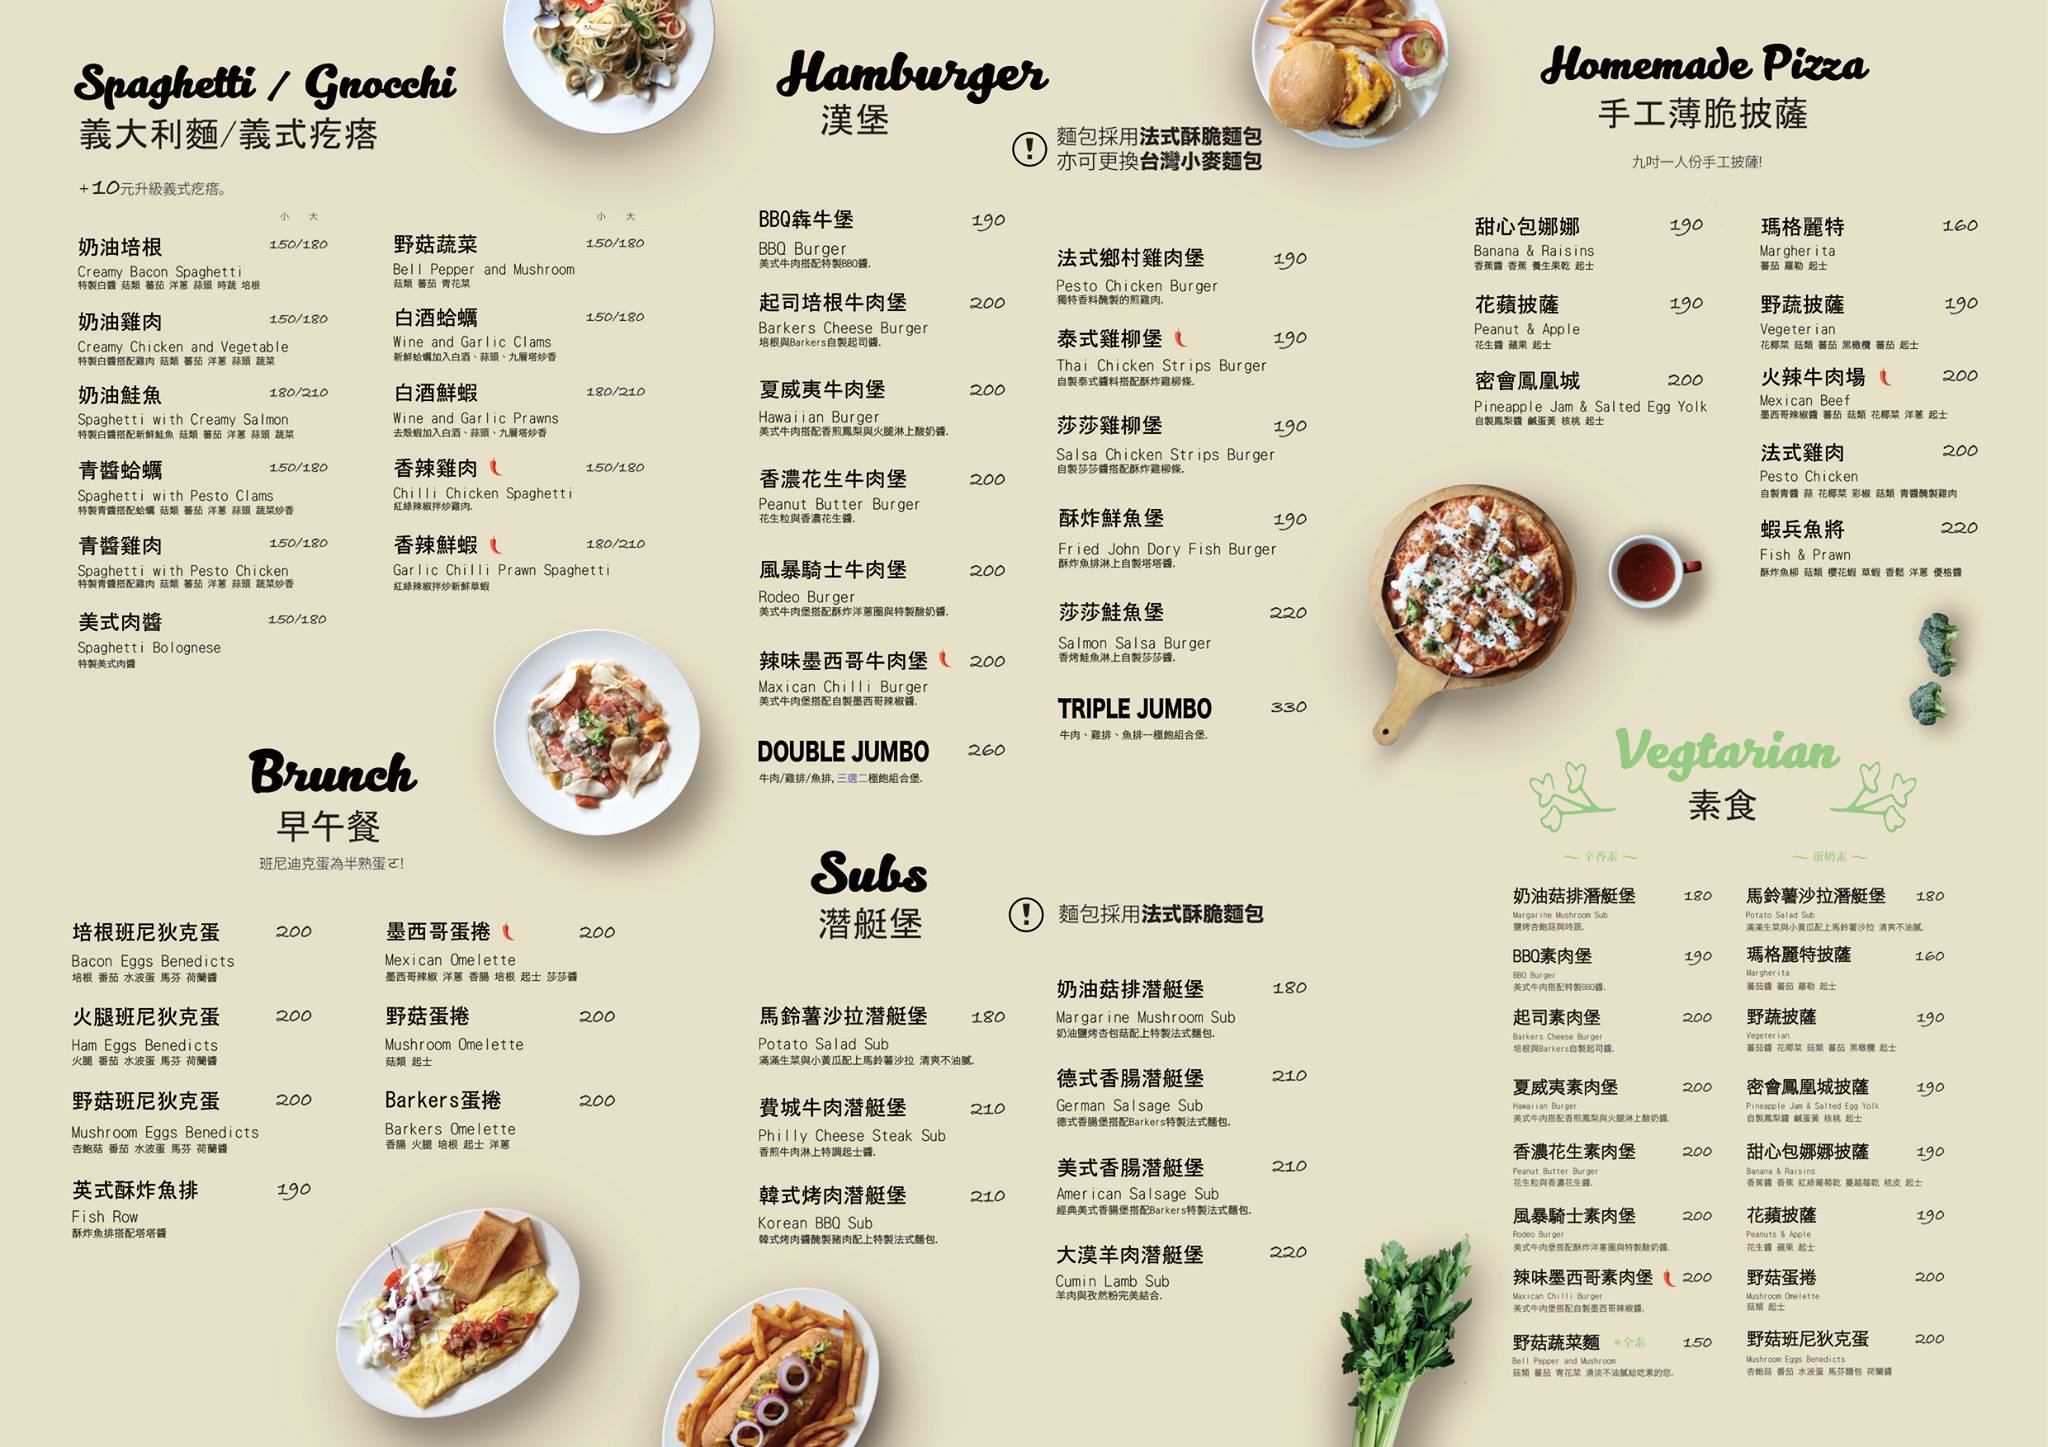 Spaghetti / Gnocchi
義大利麵/義式疙瘩
+10元升級義式疙瘩。
小 大
奶油培根 150/180
Creamy Bacon Spaghetti
特製白醬 菇類 蕃茄 洋蔥 蒜頭 時蔬 培根
奶油雞肉 150/180
Creamy Chicken and Vegetable
特製白醬搭配雞肉 菇類 蕃茄 洋蔥 蒜頭 蔬菜
奶油鮭魚 180/210
Spaghetti with Creamy Salmon
特製白醬搭配新鮮鮭魚 菇類 蕃茄 洋蔥 蒜頭 蔬菜
青醬蛤蠣 150/180
Spaghetti with Pesto Clams
特製青醬搭配蛤蠣 菇類 蕃茄 洋蔥 蒜頭 蔬菜炒香
青醬雞肉 150/180
Spaghetti with Pesto Chicken
特製青醬搭配雞肉 菇類 蕃茄 洋蔥 蒜頭 蔬菜炒香
美式肉醬 150/180
Spaghetti Bolognese
特製美式肉醬
小 大
野菇蔬菜 150/180
Bell Pepper and Mushroom
菇類 蕃茄 青花菜
白酒蛤蠣 150/180
Wine and Garlic Clams
新鮮蛤蠣加入白酒、蒜頭、九層塔炒香
白酒鮮蝦 180/210
Wine and Garlic Prawns
去殼蝦加入白酒、蒜頭、九層塔炒香
香辣雞肉 150/180
Chilli Chicken Spaghetti
紅綠辣椒拌炒雞肉.
香辣鮮蝦 180/210
Garlic Chilli Prawn Spaghetti
紅綠辣椒拌炒新鮮草蝦
Brunch
早午餐
班尼迪克蛋為半熟蛋ㄛ!
培根班尼狄克蛋 200
Bacon Eggs Benedicts
培根 番茄 水波蛋 馬芬 荷蘭醬
火腿班尼狄克蛋 200
Ham Eggs Benedicts
火腿 番茄 水波蛋 馬芬 荷蘭醬
野菇班尼狄克蛋 200
Mushroom Eggs Benedicts
杏鮑菇 番茄 水波蛋 馬芬 荷蘭醬
英式酥炸魚排 190
Fish Row
酥炸魚排搭配塔塔醬
墨西哥蛋捲 200
Mexican Omelette
墨西哥辣椒 洋蔥 香腸 培根 起士 莎莎醬
野菇蛋捲 200
Mushroom Omelette
菇類 起士
Barkers蛋捲 200
Barkers Omelette
香腸 火腿 培根 起士 洋蔥
Hamburger
漢堡
! 麵包採用法式酥脆麵包
亦可更換台灣小麥麵包
BBQ犇牛堡 190
BBQ Burger
美式牛肉搭配特製BBQ醬.
起司培根牛肉堡 200
Barkers Cheese Burger
培根與Barkers自製起司醬.
夏威夷牛肉堡 200
Hawaiian Burger
美式牛肉搭配香煎鳳梨與火腿淋上酸奶醬.
香濃花生牛肉堡 200
Peanut Butter Burger
花生粒與香濃花生醬.
風暴騎士牛肉堡 200
Rodeo Burger
美式牛肉堡搭配酥炸洋蔥圈與特製酸奶醬.
辣味墨西哥牛肉堡 200
Maxican Chilli Burger
美式牛肉堡搭配自製墨西哥辣椒醬.
DOUBLE JUMBO 260
牛肉/雞排/魚排, 三選二極飽組合堡.
法式鄉村雞肉堡 190
Pesto Chicken Burger
獨特香料醃製的煎雞肉.
泰式雞柳堡 190
Thai Chicken Strips Burger
自製泰式醬料搭配酥炸雞柳條.
莎莎雞柳堡 190
Salsa Chicken Strips Burger
自製莎莎醬搭配酥炸雞柳條.
酥炸鮮魚堡 190
Fried John Dory Fish Burger
酥炸魚排淋上自製塔塔醬.
莎莎鮭魚堡 220
Salmon Salsa Burger
香烤鮭魚淋上自製莎莎醬.
TRIPLE JUMBO 330
牛肉、雞排、魚排--極飽組合堡.
Subs
潛艇堡
! 麵包採用法式酥脆麵包
馬鈴薯沙拉潛艇堡 180
Potato Salad Sub
滿滿生菜與小黃瓜配上馬鈴薯沙拉 清爽不油膩.
費城牛肉潛艇堡 210
Philly Cheese Steak Sub
香煎牛肉淋上特調起士醬.
韓式烤肉潛艇堡 210
Korean BBQ Sub
韓式烤肉醬醃製豬肉配上特製法式麵包.
奶油菇排潛艇堡 180
Margarine Mushroom Sub
奶油鹽烤杏包菇配上特製法式麵包.
德式香腸潛艇堡 210
German Salsage Sub
德式香腸堡搭配Barkers特製法式麵包.
美式香腸潛艇堡 210
American Salsage Sub
經典美式香腸堡搭配Barkers特製法式麵包.
大漠羊肉潛艇堡 220
Cumin Lamb Sub
羊肉與孜然粉完美結合.
Homemade Pizza
手工薄脆披薩
九吋一人份手工披薩!
甜心包娜娜 190
Banana & Raisins
香蕉醬 香蕉 養生果乾 起士
花蘋披薩 190
Peanut & Apple
花生醬 蘋果 起士
密會鳳凰城 200
Pineapple Jam & Salted Egg Yolk
自製鳳梨醬 鹹蛋黃 核桃 起士
瑪格麗特 160
Margherita
蕃茄 羅勒 起士
野蔬披薩 190
Vegeterian
花椰菜 菇類 蕃茄 黑橄欖 蕃茄 起士
火辣牛肉場 200
Mexican Beef
墨西哥辣椒醬 蕃茄 菇類 花椰菜 洋蔥 起士
法式雞肉 200
Pesto Chicken
自製青醬 蒜 花椰菜 彩椒 菇類 青醬醃製雞肉
蝦兵魚將 220
Fish & Prawn
酥炸魚柳 菇類 櫻花蝦 草蝦 香鬆 洋蔥 優格醬
Vegtarian
素食
～ 辛香素 ～
奶油菇排潛艇堡 180
Margarine Mushroom Sub
鹽烤杏鮑菇與時蔬.
BBQ素肉堡 190
BBQ Burger
美式牛肉搭配特製BBQ醬.
起司素肉堡 200
Barkers Cheese Burger
培根與Barkers自製起司醬.
夏威夷素肉堡 200
Hawaiian Burger
美式牛肉搭配香煎鳳梨與火腿淋上酸奶醬.
香濃花生素肉堡 200
Peanut Butter Burger
花生粒與香濃花生醬.
風暴騎士素肉堡 200
Rodeo Burger
美式牛肉堡搭配酥炸洋蔥圈與特製酸奶醬.
辣味墨西哥素肉堡 200
Maxican Chilli Burger
美式牛肉堡搭配自製墨西哥辣椒醬.
野菇蔬菜麵 *全素 150
Bell Pepper and Mushroom
菇類 蕃茄 青花菜 清淡不油膩給吃素的您.
～ 蛋奶素 ～
馬鈴薯沙拉潛艇堡 180
Potato Salad Sub
滿滿生菜與小黃瓜配上馬鈴薯沙拉 清爽不油膩.
瑪格麗特披薩 160
Margherita
蕃茄醬 蕃茄 羅勒 起士
野蔬披薩 190
Vegeterian
蕃茄醬 花椰菜 菇類 蕃茄 黑橄欖 起士
密會鳳凰城披薩 190
Pineapple Jam & Salted Egg Yolk
自製鳳梨醬 鹹蛋黃 核桃 起士
甜心包娜娜披薩 190
Banana & Raisins
香蕉醬 香蕉 紅綠葡萄乾 蔓越莓乾 桔皮 起士
花蘋披薩 190
Peanuts & Apple
花生醬 蘋果 起士
野菇蛋捲 200
Mushroom Omelette
菇類 起士
野菇班尼狄克蛋 200
Mushroom Eggs Benedicts
杏鮑菇 番茄 水波蛋 馬芬麵包 荷蘭醬